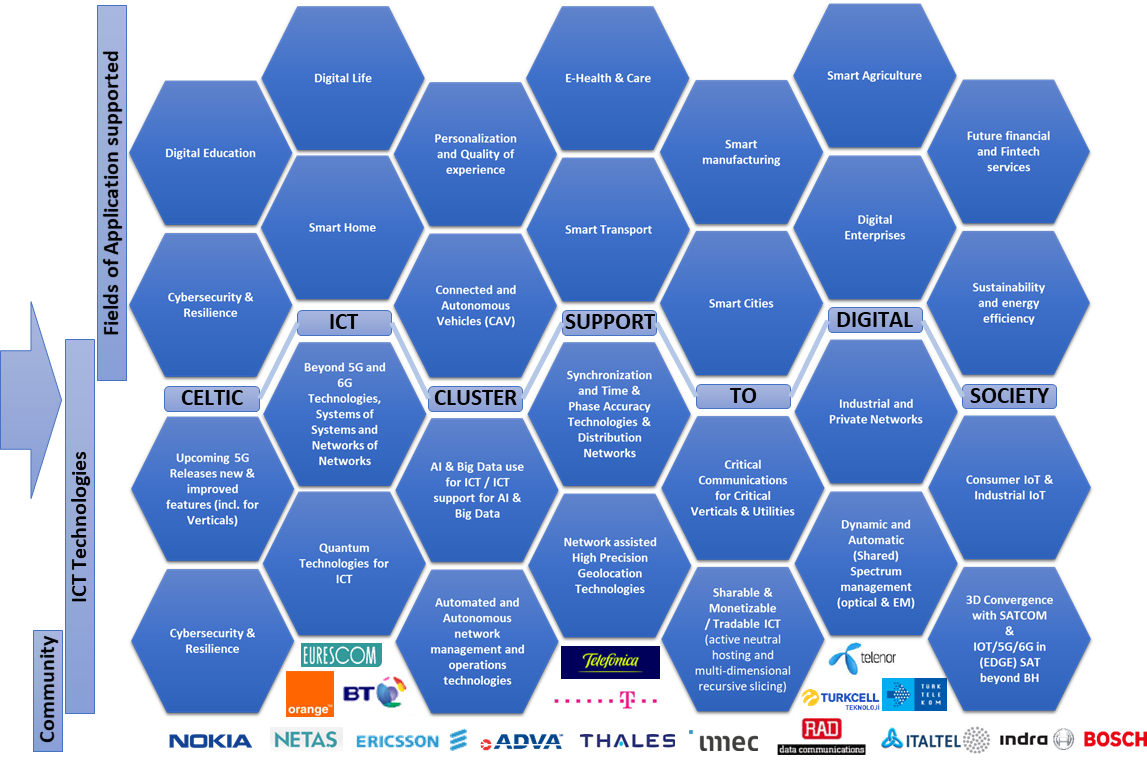 Fields of Application supported
ICT Technologies
Community
Digital Life
E-Health & Care
Smart Agriculture
Digital Education
Personalization
and Quality of
experience
Smart
manufacturing
Future financial
and Fintech
services
Smart Home
Smart Transport
Digital
Enterprises
Cybersecurity &
Resilience
Connected and
Autonomous
Vehicles (CAV)
Smart Cities
Sustainability
and energy
efficiency
CELTIC
ICT
CLUSTER
SUPPORT
TO
DIGITAL
SOCIETY
Beyond 5G and
6G
Technologies,
Systems of
Systems and
Networks of
Networks
Synchronization
and Time &
Phase Accuracy
Technologies &
Distribution
Networks
Industrial and
Private Networks
Upcoming 5G
Releases new &
improved
features (incl. for
Verticals)
AI & Big Data use
for ICT / ICT
support for AI &
Big Data
Critical
Communications
for Critical
Verticals & Utilities
Consumer IoT &
Industrial IoT
Quantum
Technologies for
ICT
Network assisted
High Precision
Geolocation
Technologies
Dynamic and
Automatic
(Shared)
Spectrum
management
(optical & EM)
Cybersecurity &
Resilience
Automated and
Autonomous
network
management and
operations
technologies
Sharable &
Monetizable
/ Tradable ICT
(active neutral
hosting and
multi-dimensional
recursive slicing)
3D Convergence
with SATCOM
&
IOT/5G/6G in
(EDGE) SAT
beyond BH
EURESCOM
orange™
BT
Telefónica
T
telenor
TURKCELL
TEKNOLOJİ
TÜRK
TELE
KOM
NOKIA
NETAS
ERICSSON
ADVA
THALES
imec
RAD
data communications
ITALTEL
indra
BOSCH